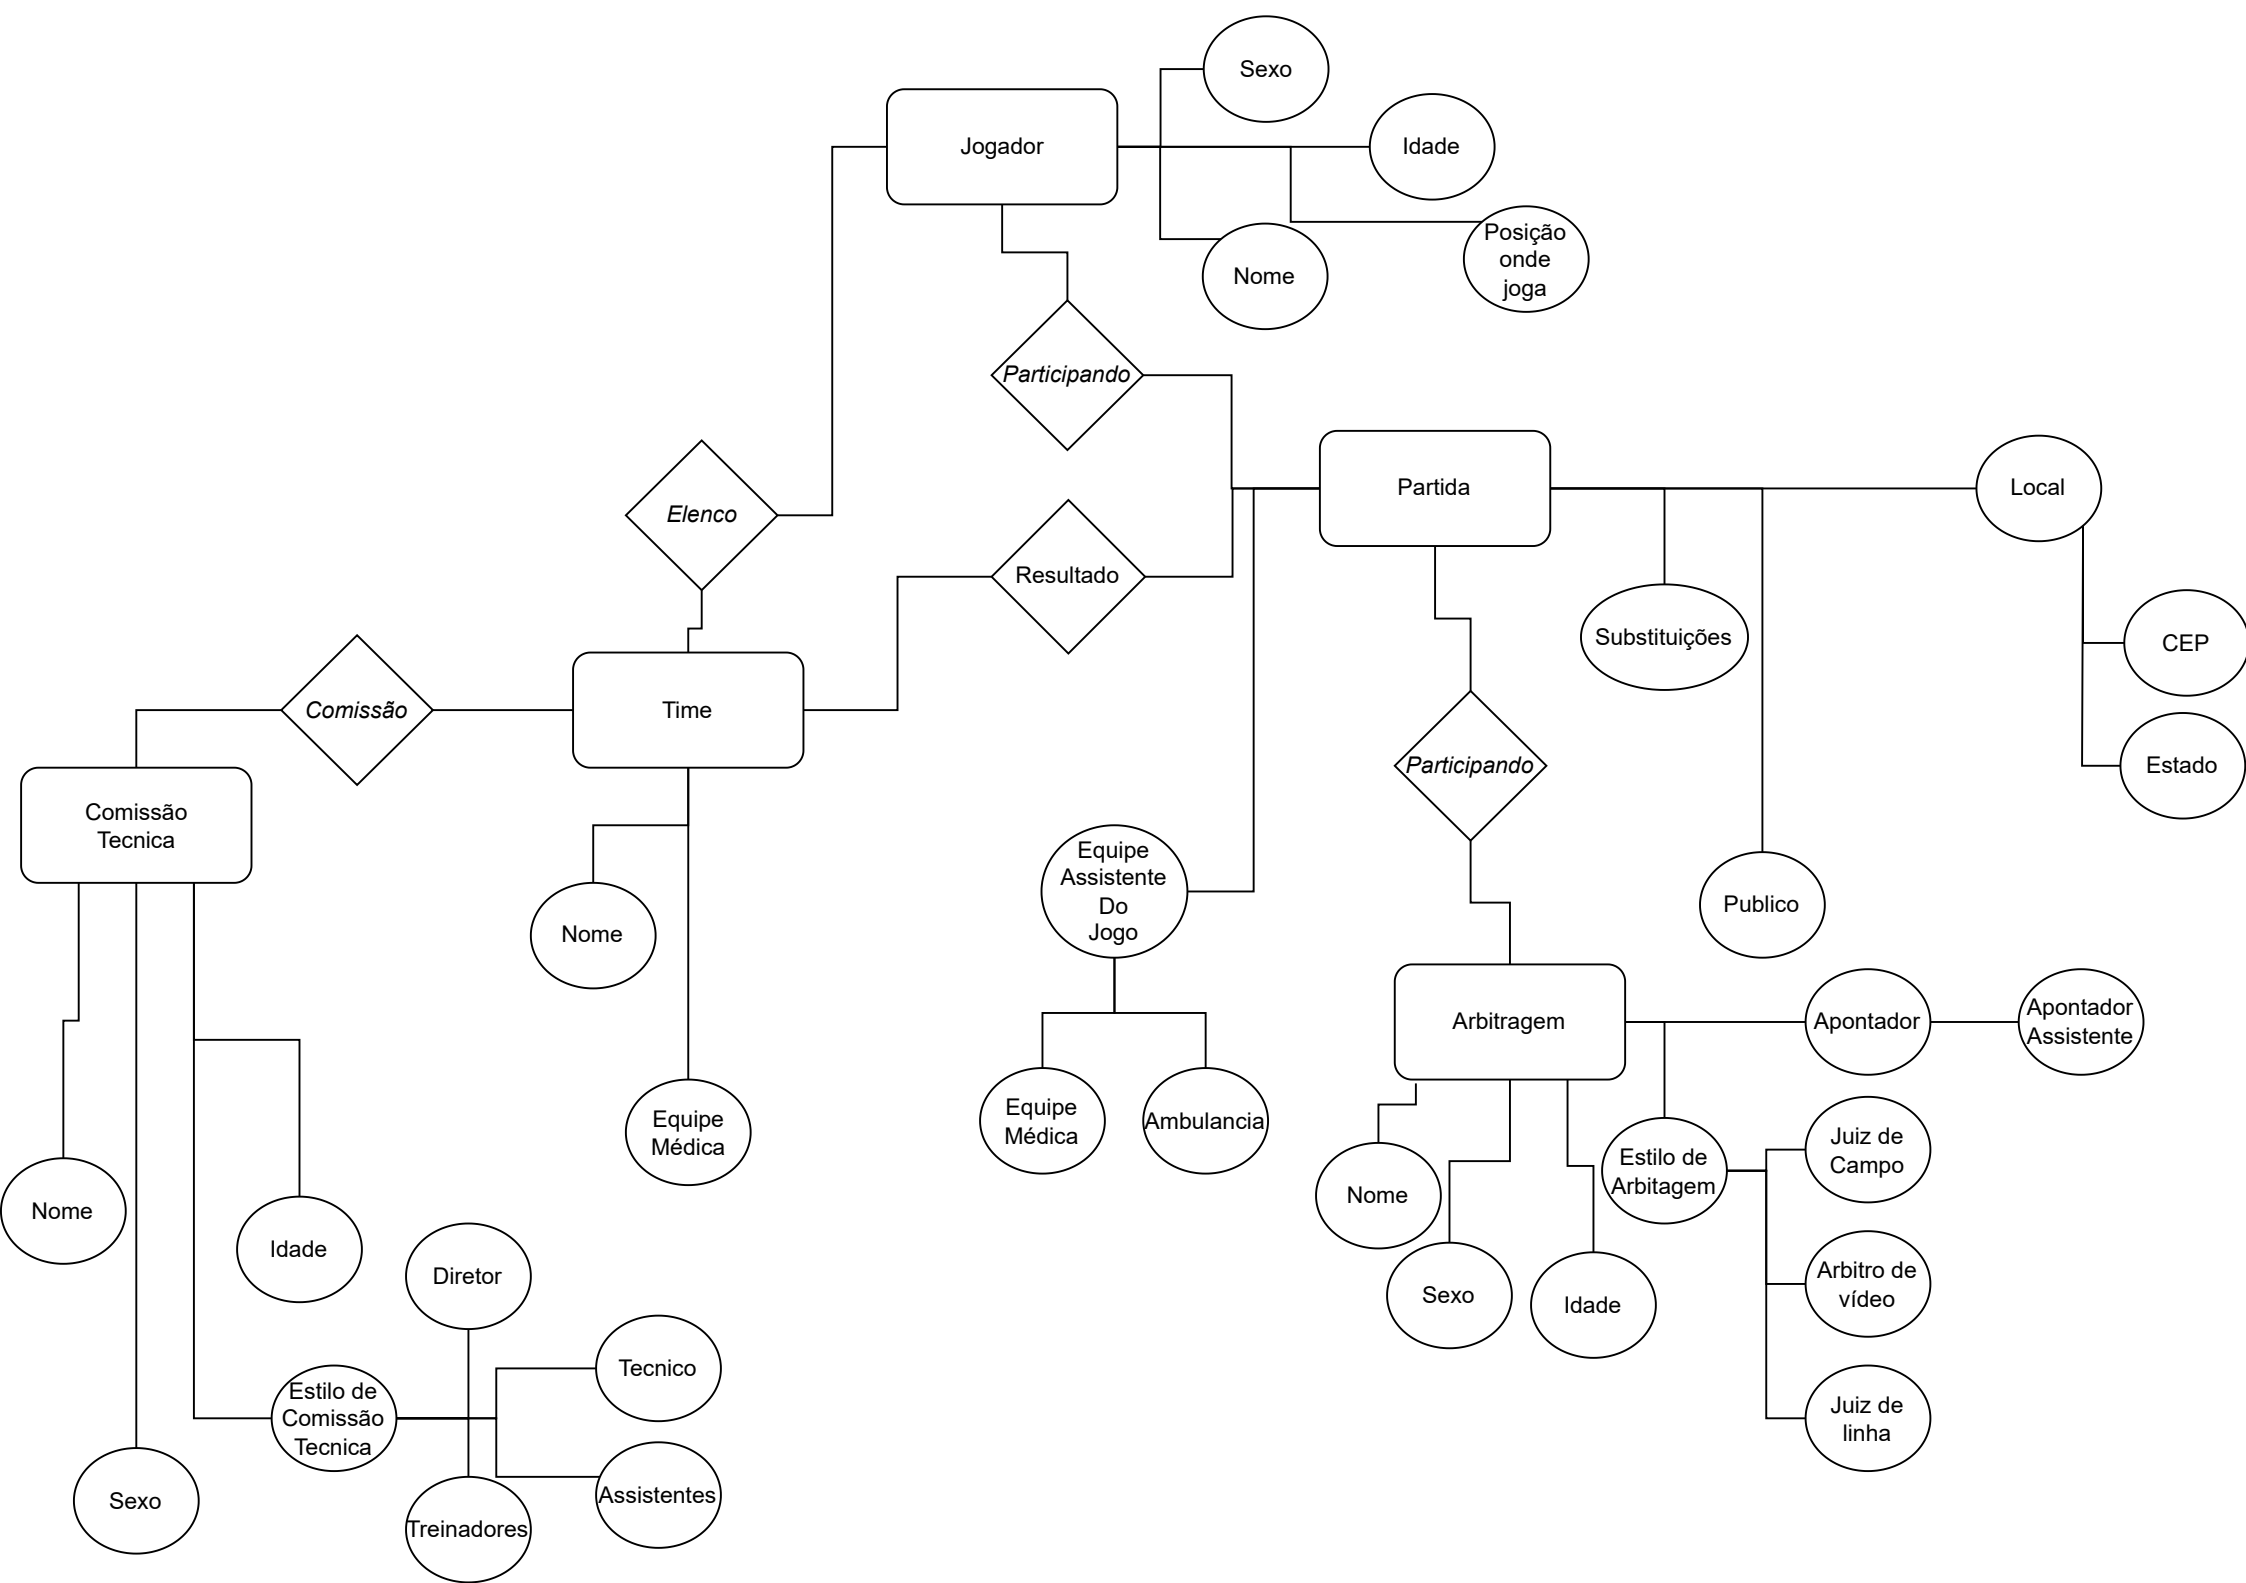 Sexo
Jogador
Idade
Posição
onde
joga
Nome
Participando
Elenco
Partida
Local
Resultado
Substituições
CEP
Comissão
Time
Participando
Estado
Comissão
Tecnica
Equipe
Assistente
Do
Jogo
Publico
Nome
Arbitragem
Apontador
Apontador
Assistente
Equipe
Médica
Equipe
Médica
Ambulancia
Juiz de
Campo
Estilo de
Arbitagem
Nome
Nome
Idade
Sexo
Idade
Arbitro de
vídeo
Diretor
Tecnico
Estilo de
Comissão
Tecnica
Juiz de
linha
Sexo
Assistentes
Treinadores